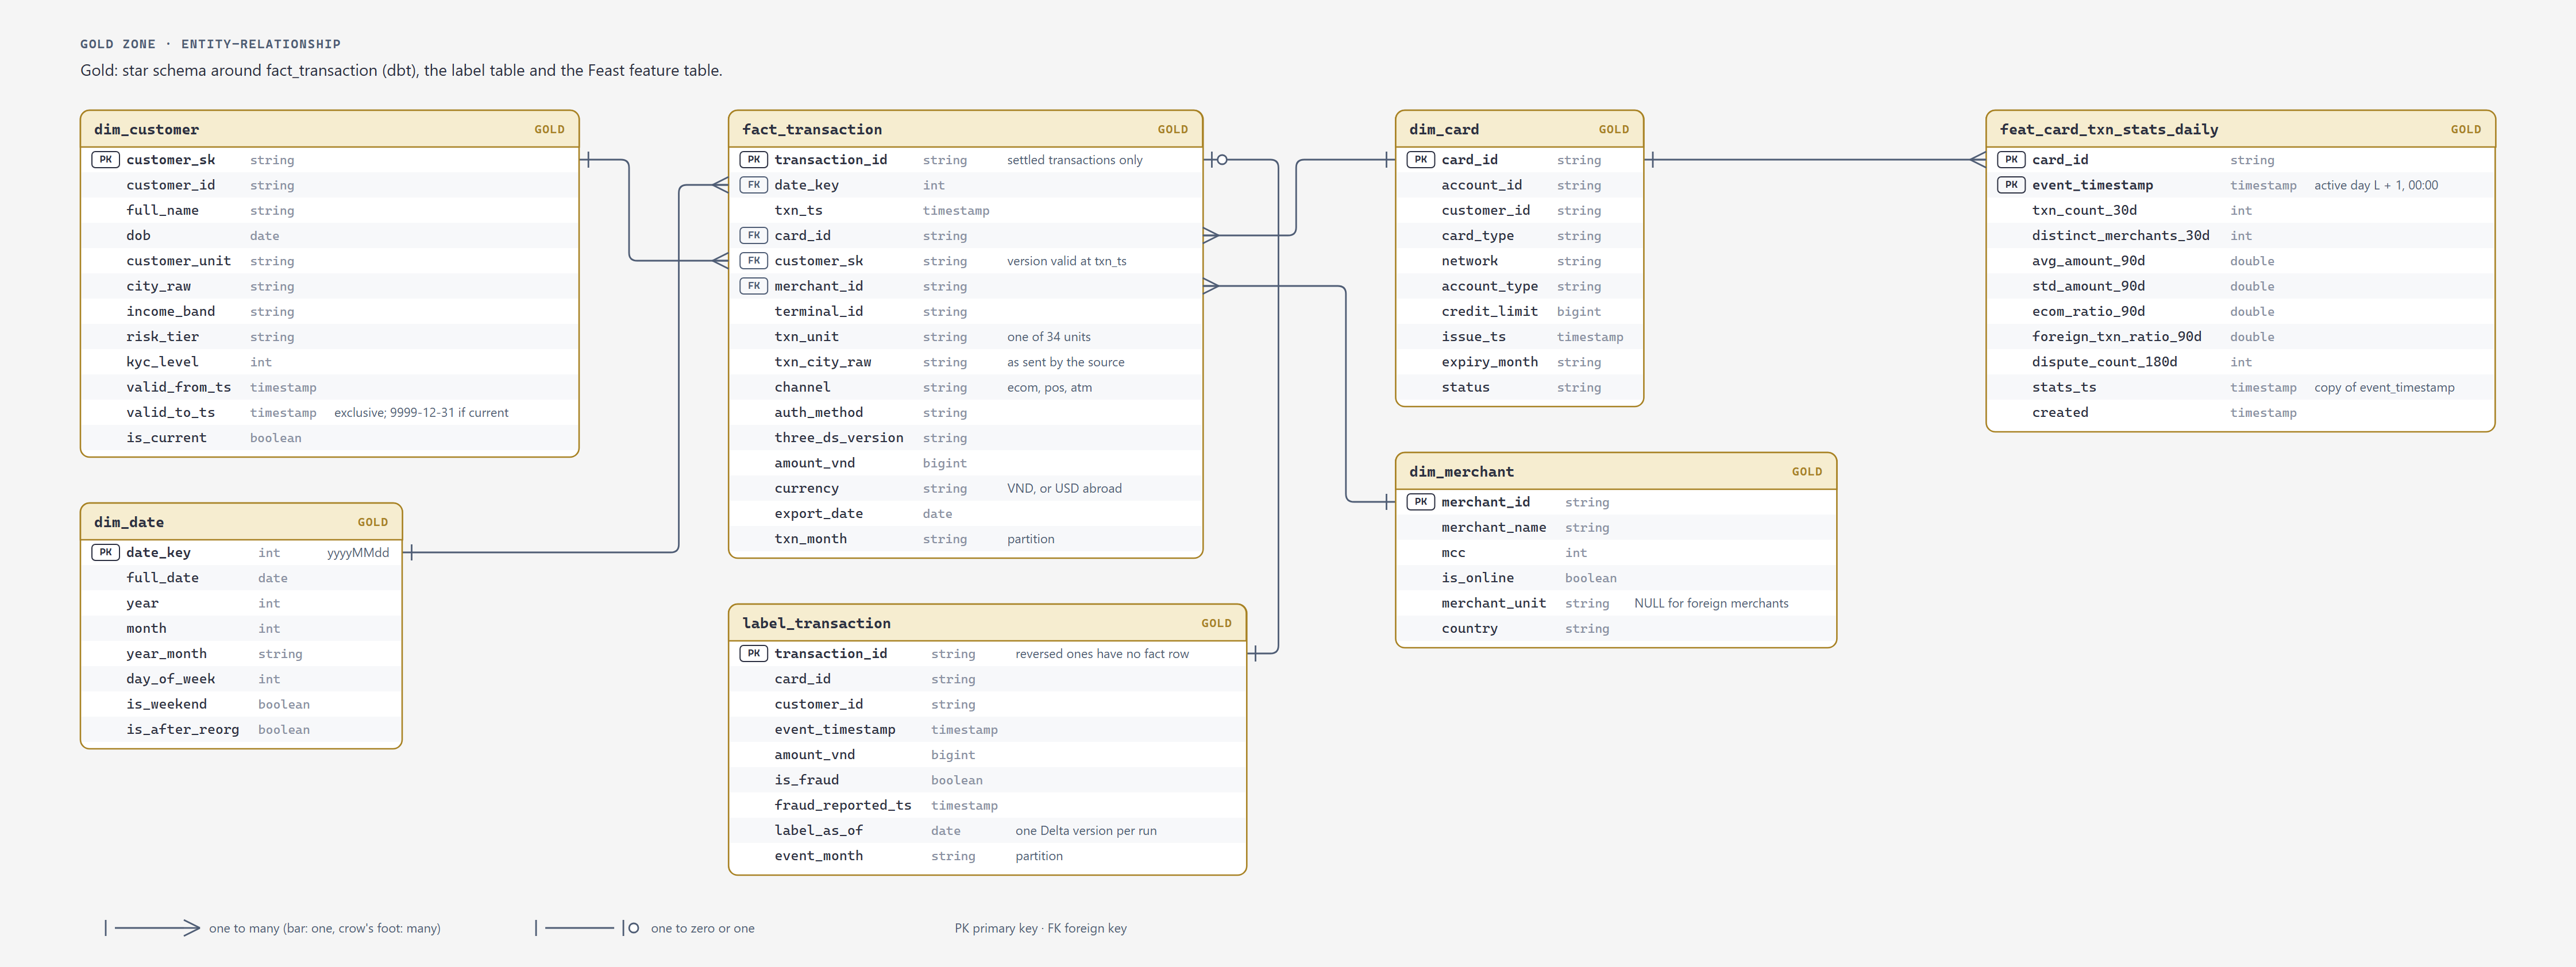 GOLD ZONE · ENTITY-RELATIONSHIP
Gold: star schema around fact_transaction (dbt), the label table and the Feast feature table.
dim_customer GOLD
PK customer_sk string
customer_id string
full_name string
dob date
customer_unit string
city_raw string
income_band string
risk_tier string
kyc_level int
valid_from_ts timestamp
valid_to_ts timestamp exclusive; 9999-12-31 if current
is_current boolean
dim_date GOLD
PK date_key int yyyyMMdd
full_date date
year int
month int
year_month string
day_of_week int
is_weekend boolean
is_after_reorg boolean
fact_transaction GOLD
PK transaction_id string settled transactions only
FK date_key int
txn_ts timestamp
FK card_id string
FK customer_sk string version valid at txn_ts
FK merchant_id string
terminal_id string
txn_unit string one of 34 units
txn_city_raw string as sent by the source
channel string ecom, pos, atm
auth_method string
three_ds_version string
amount_vnd bigint
currency string VND, or USD abroad
export_date date
txn_month string partition
label_transaction GOLD
PK transaction_id string reversed ones have no fact row
card_id string
customer_id string
event_timestamp timestamp
amount_vnd bigint
is_fraud boolean
fraud_reported_ts timestamp
label_as_of date one Delta version per run
event_month string partition
dim_card GOLD
PK card_id string
account_id string
customer_id string
card_type string
network string
account_type string
credit_limit bigint
issue_ts timestamp
expiry_month string
status string
dim_merchant GOLD
PK merchant_id string
merchant_name string
mcc int
is_online boolean
merchant_unit string NULL for foreign merchants
country string
feat_card_txn_stats_daily GOLD
PK card_id string
PK event_timestamp timestamp active day L + 1, 00:00
txn_count_30d int
distinct_merchants_30d int
avg_amount_90d double
std_amount_90d double
ecom_ratio_90d double
foreign_txn_ratio_90d double
dispute_count_180d int
stats_ts timestamp copy of event_timestamp
created timestamp
one to many (bar: one, crow's foot: many)
one to zero or one
PK primary key · FK foreign key